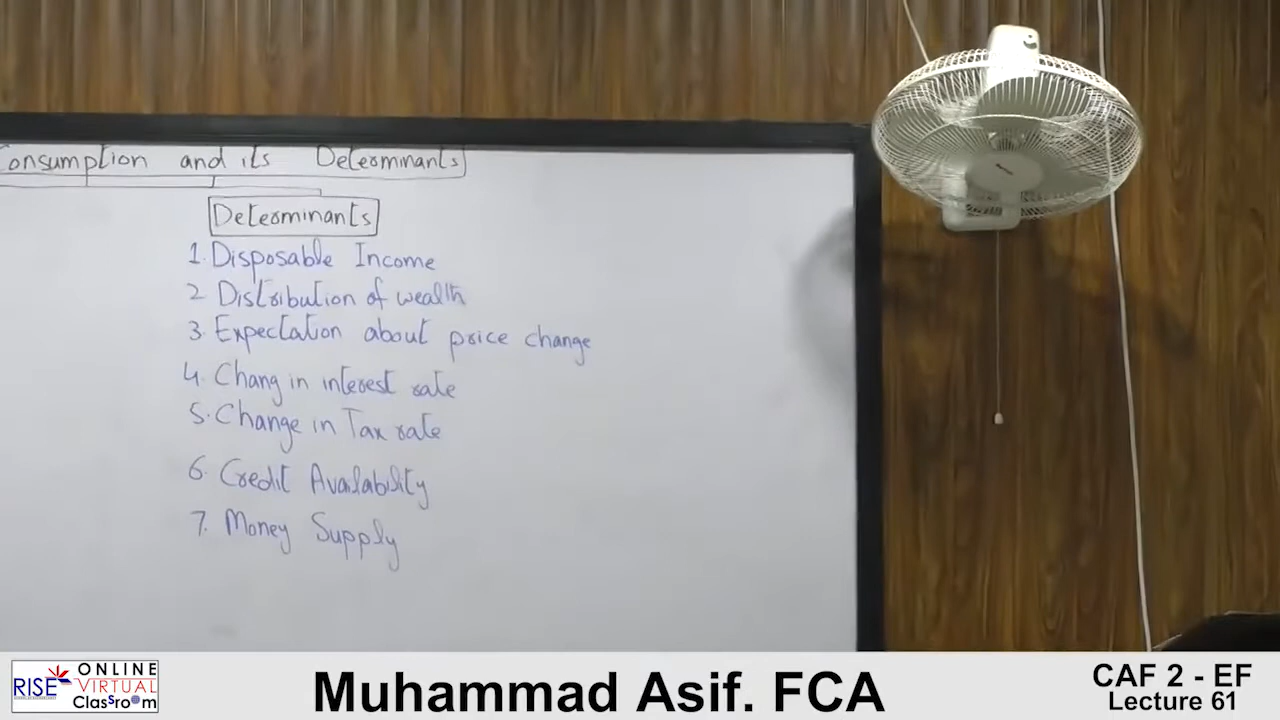 Consumption and its Determinants
Determinants
1. Disposable Income
2 Distribution of wealth
3. Expectation about price change
4. Chang in interest rate
5. Change in Tax rate
6. Credit Availability
7. Money Supply
RISE ONLINE
VIRTUAL
ClasSroom
Muhammad Asif. FCA
CAF 2 - EF
Lecture 61